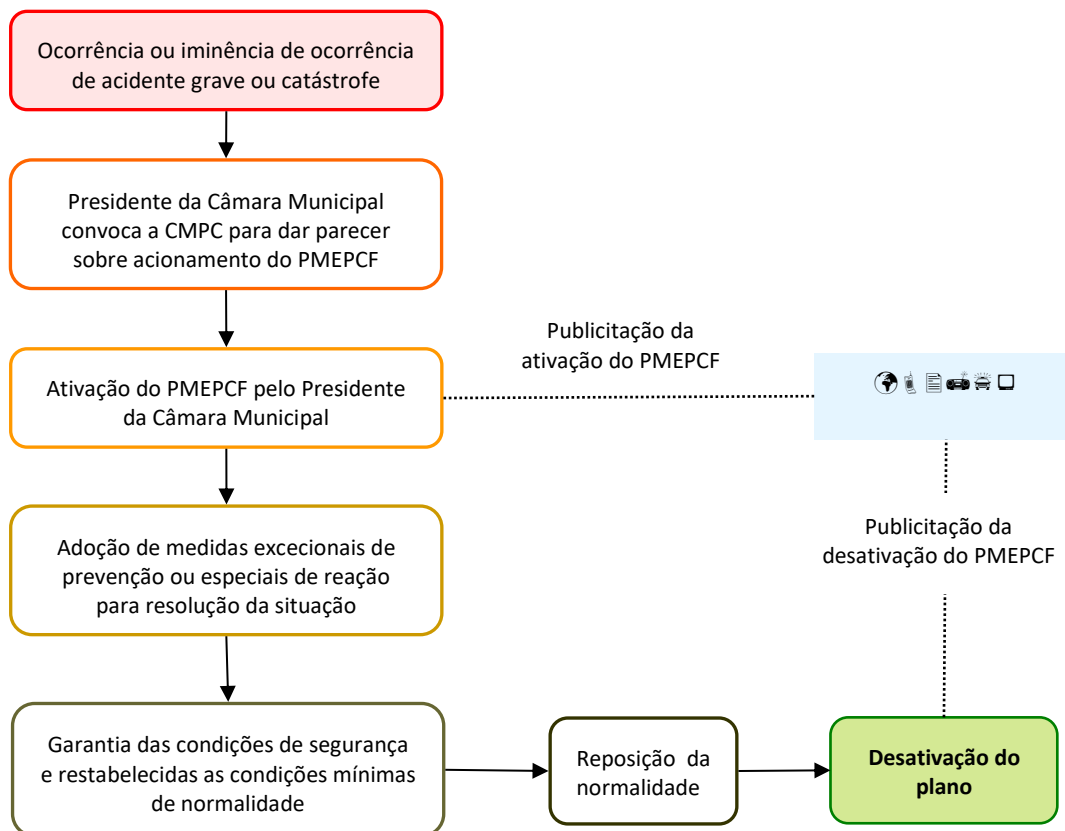 Ocorrência ou iminência de ocorrência
de acidente grave ou catástrofe
Presidente da Câmara Municipal
convoca a CMPC para dar parecer
sobre acionamento do PMEPCF
Publicitação da
ativação do PMEPCF
Ativação do PMEPCF pelo Presidente
da Câmara Municipal
Adoção de medidas excecionais de
prevenção ou especiais de reação
para resolução da situação
Publicitação da
desativação do PMEPCF
Garantia das condições de segurança
e restabelecidas as condições mínimas
de normalidade
Reposição da
normalidade
Desativação do
plano